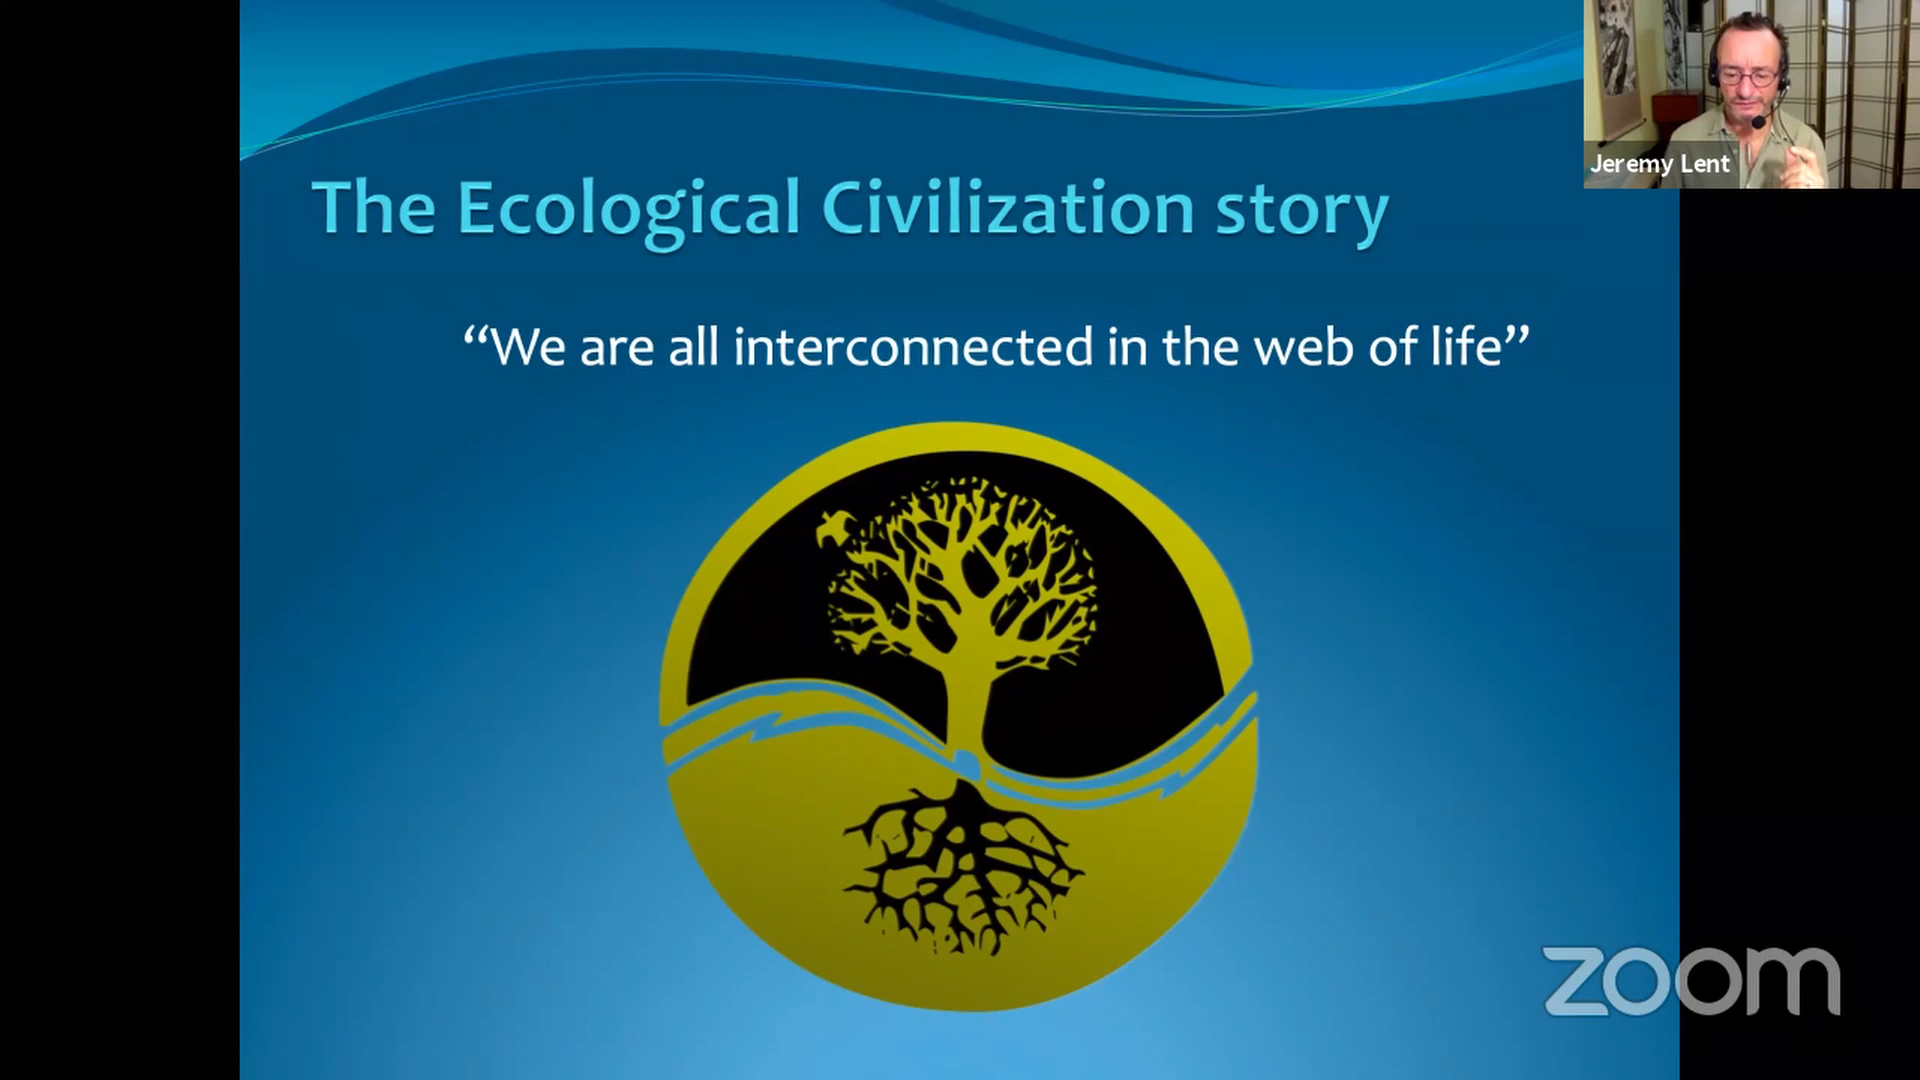 Jeremy Lent
The Ecological Civilization story
“We are all interconnected in the web of life”
zoom